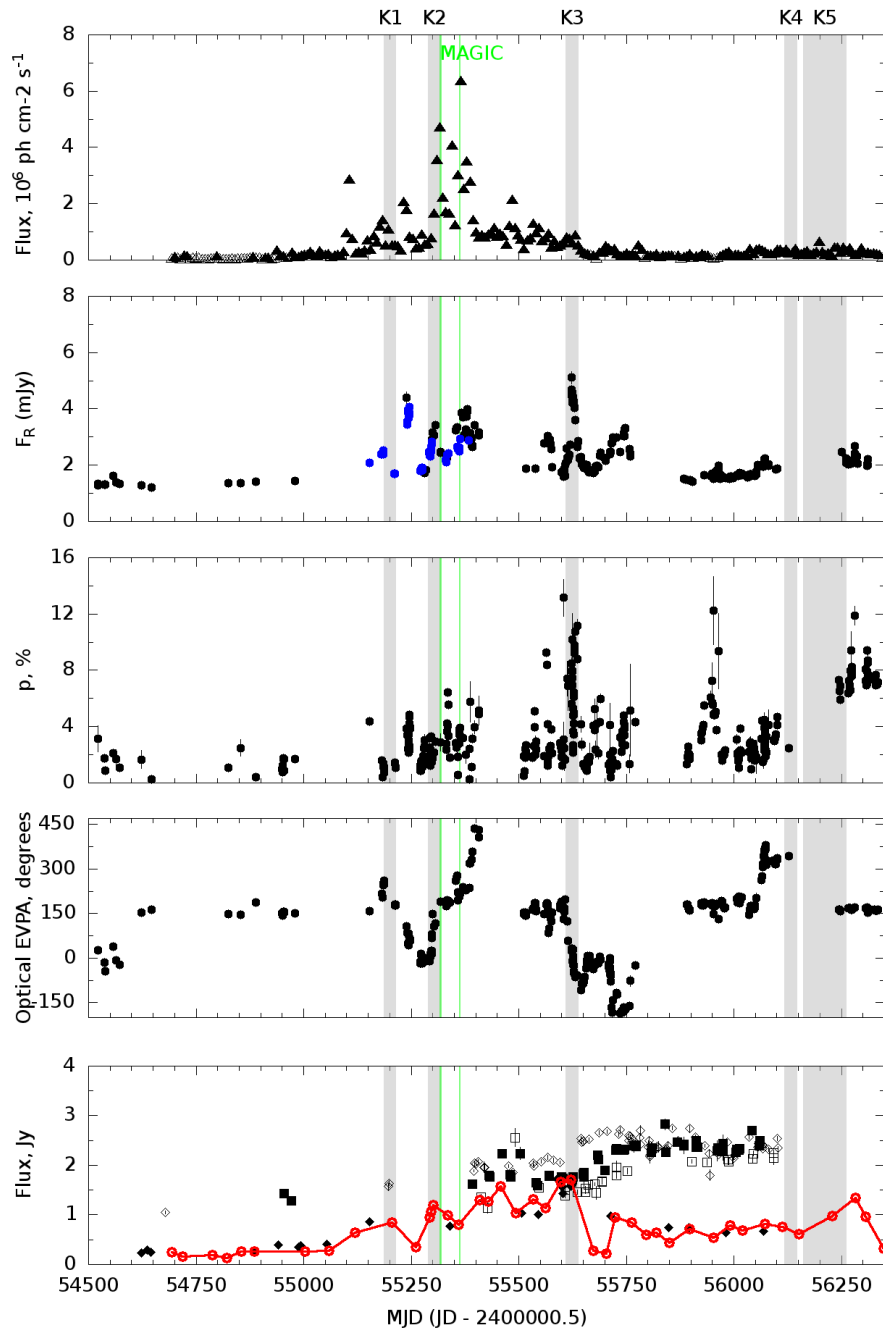 K1 K2 K3 K4 K5
MAGIC
Flux, 10⁶ ph cm-2 s⁻¹
8
6
4
2
0
F_R (mJy)
8
6
4
2
0
p, %
16
12
8
4
0
Optical EVPA, degrees
450
300
150
0
-150
Flux, Jy
4
3
2
1
0
54500 54750 55000 55250 55500 55750 56000 56250
MJD (JD - 2400000.5)